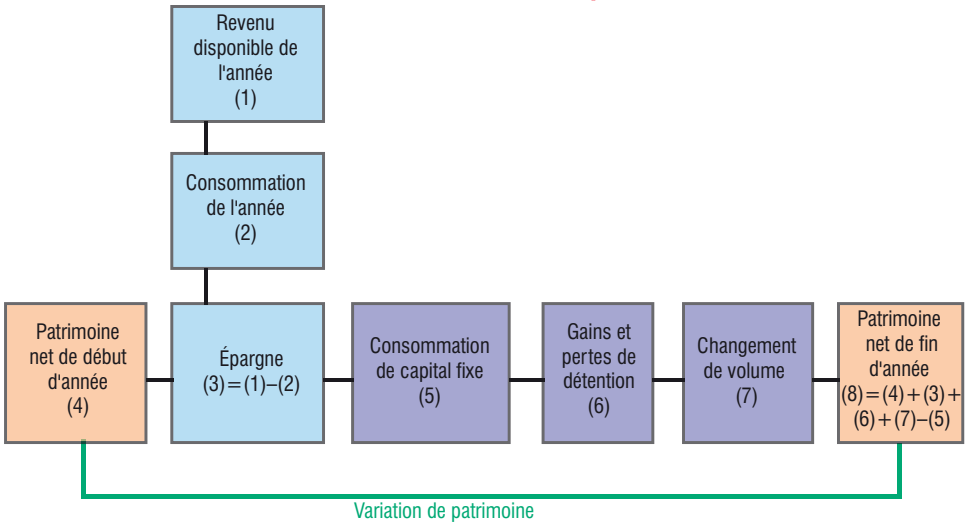 Revenu
disponible de
l'année
(1)
Consommation
de l'année
(2)
Patrimoine
net de début
d'année
(4)
Épargne
(3)=(1)–(2)
Consommation
de capital fixe
(5)
Gains et
pertes de
détention
(6)
Changement
de volume
(7)
Patrimoine
net de fin
d'année
(8)=(4)+(3)+
(6)+(7)–(5)
Variation de patrimoine